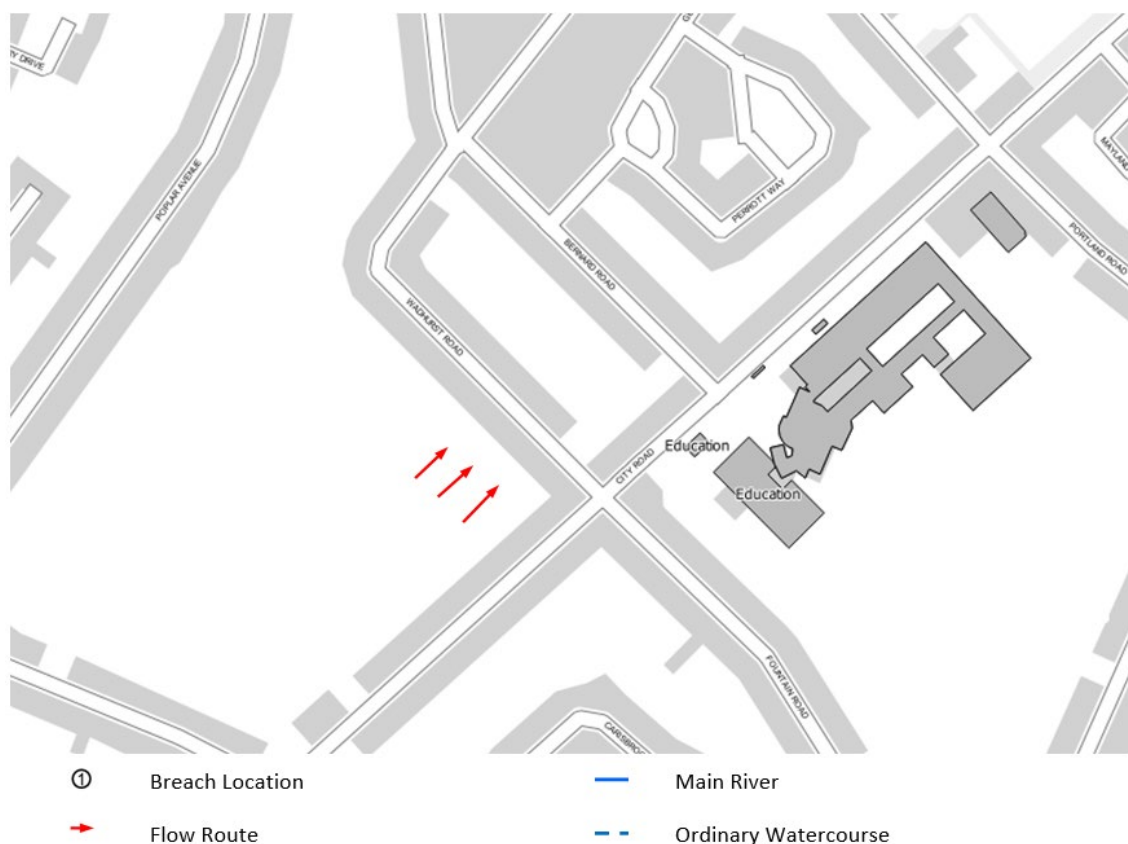 POPLAR AVENUE
PERROTT WAY
BERNARD ROAD
PORTLAND ROAD
WADHURST ROAD
CITY ROAD
Education
Education
FOUNTAIN ROAD
① Breach Location
Main River
Flow Route
Ordinary Watercourse